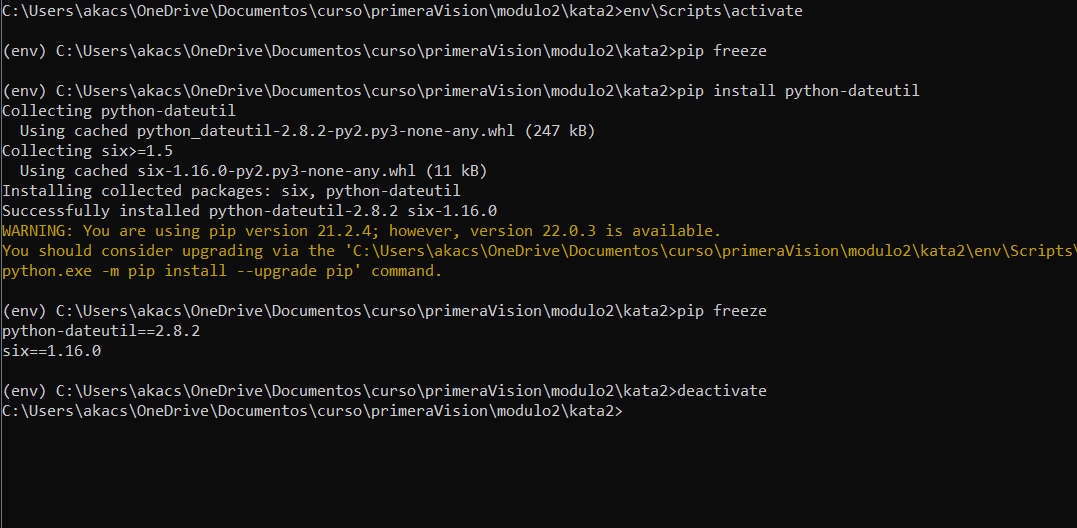 C:\Users\akacs\OneDrive\Documentos\curso\primeraVision\modulo2\kata2>env\Scripts\activate
(env) C:\Users\akacs\OneDrive\Documentos\curso\primeraVision\modulo2\kata2>pip freeze
(env) C:\Users\akacs\OneDrive\Documentos\curso\primeraVision\modulo2\kata2>pip install python-dateutil
Collecting python-dateutil
  Using cached python_dateutil-2.8.2-py2.py3-none-any.whl (247 kB)
Collecting six>=1.5
  Using cached six-1.16.0-py2.py3-none-any.whl (11 kB)
Installing collected packages: six, python-dateutil
Successfully installed python-dateutil-2.8.2 six-1.16.0
WARNING: You are using pip version 21.2.4; however, version 22.0.3 is available.
You should consider upgrading via the 'C:\Users\akacs\OneDrive\Documentos\curso\primeraVision\modulo2\kata2\env\Scripts\
python.exe -m pip install --upgrade pip' command.
(env) C:\Users\akacs\OneDrive\Documentos\curso\primeraVision\modulo2\kata2>pip freeze
python-dateutil==2.8.2
six==1.16.0
(env) C:\Users\akacs\OneDrive\Documentos\curso\primeraVision\modulo2\kata2>deactivate
C:\Users\akacs\OneDrive\Documentos\curso\primeraVision\modulo2\kata2>